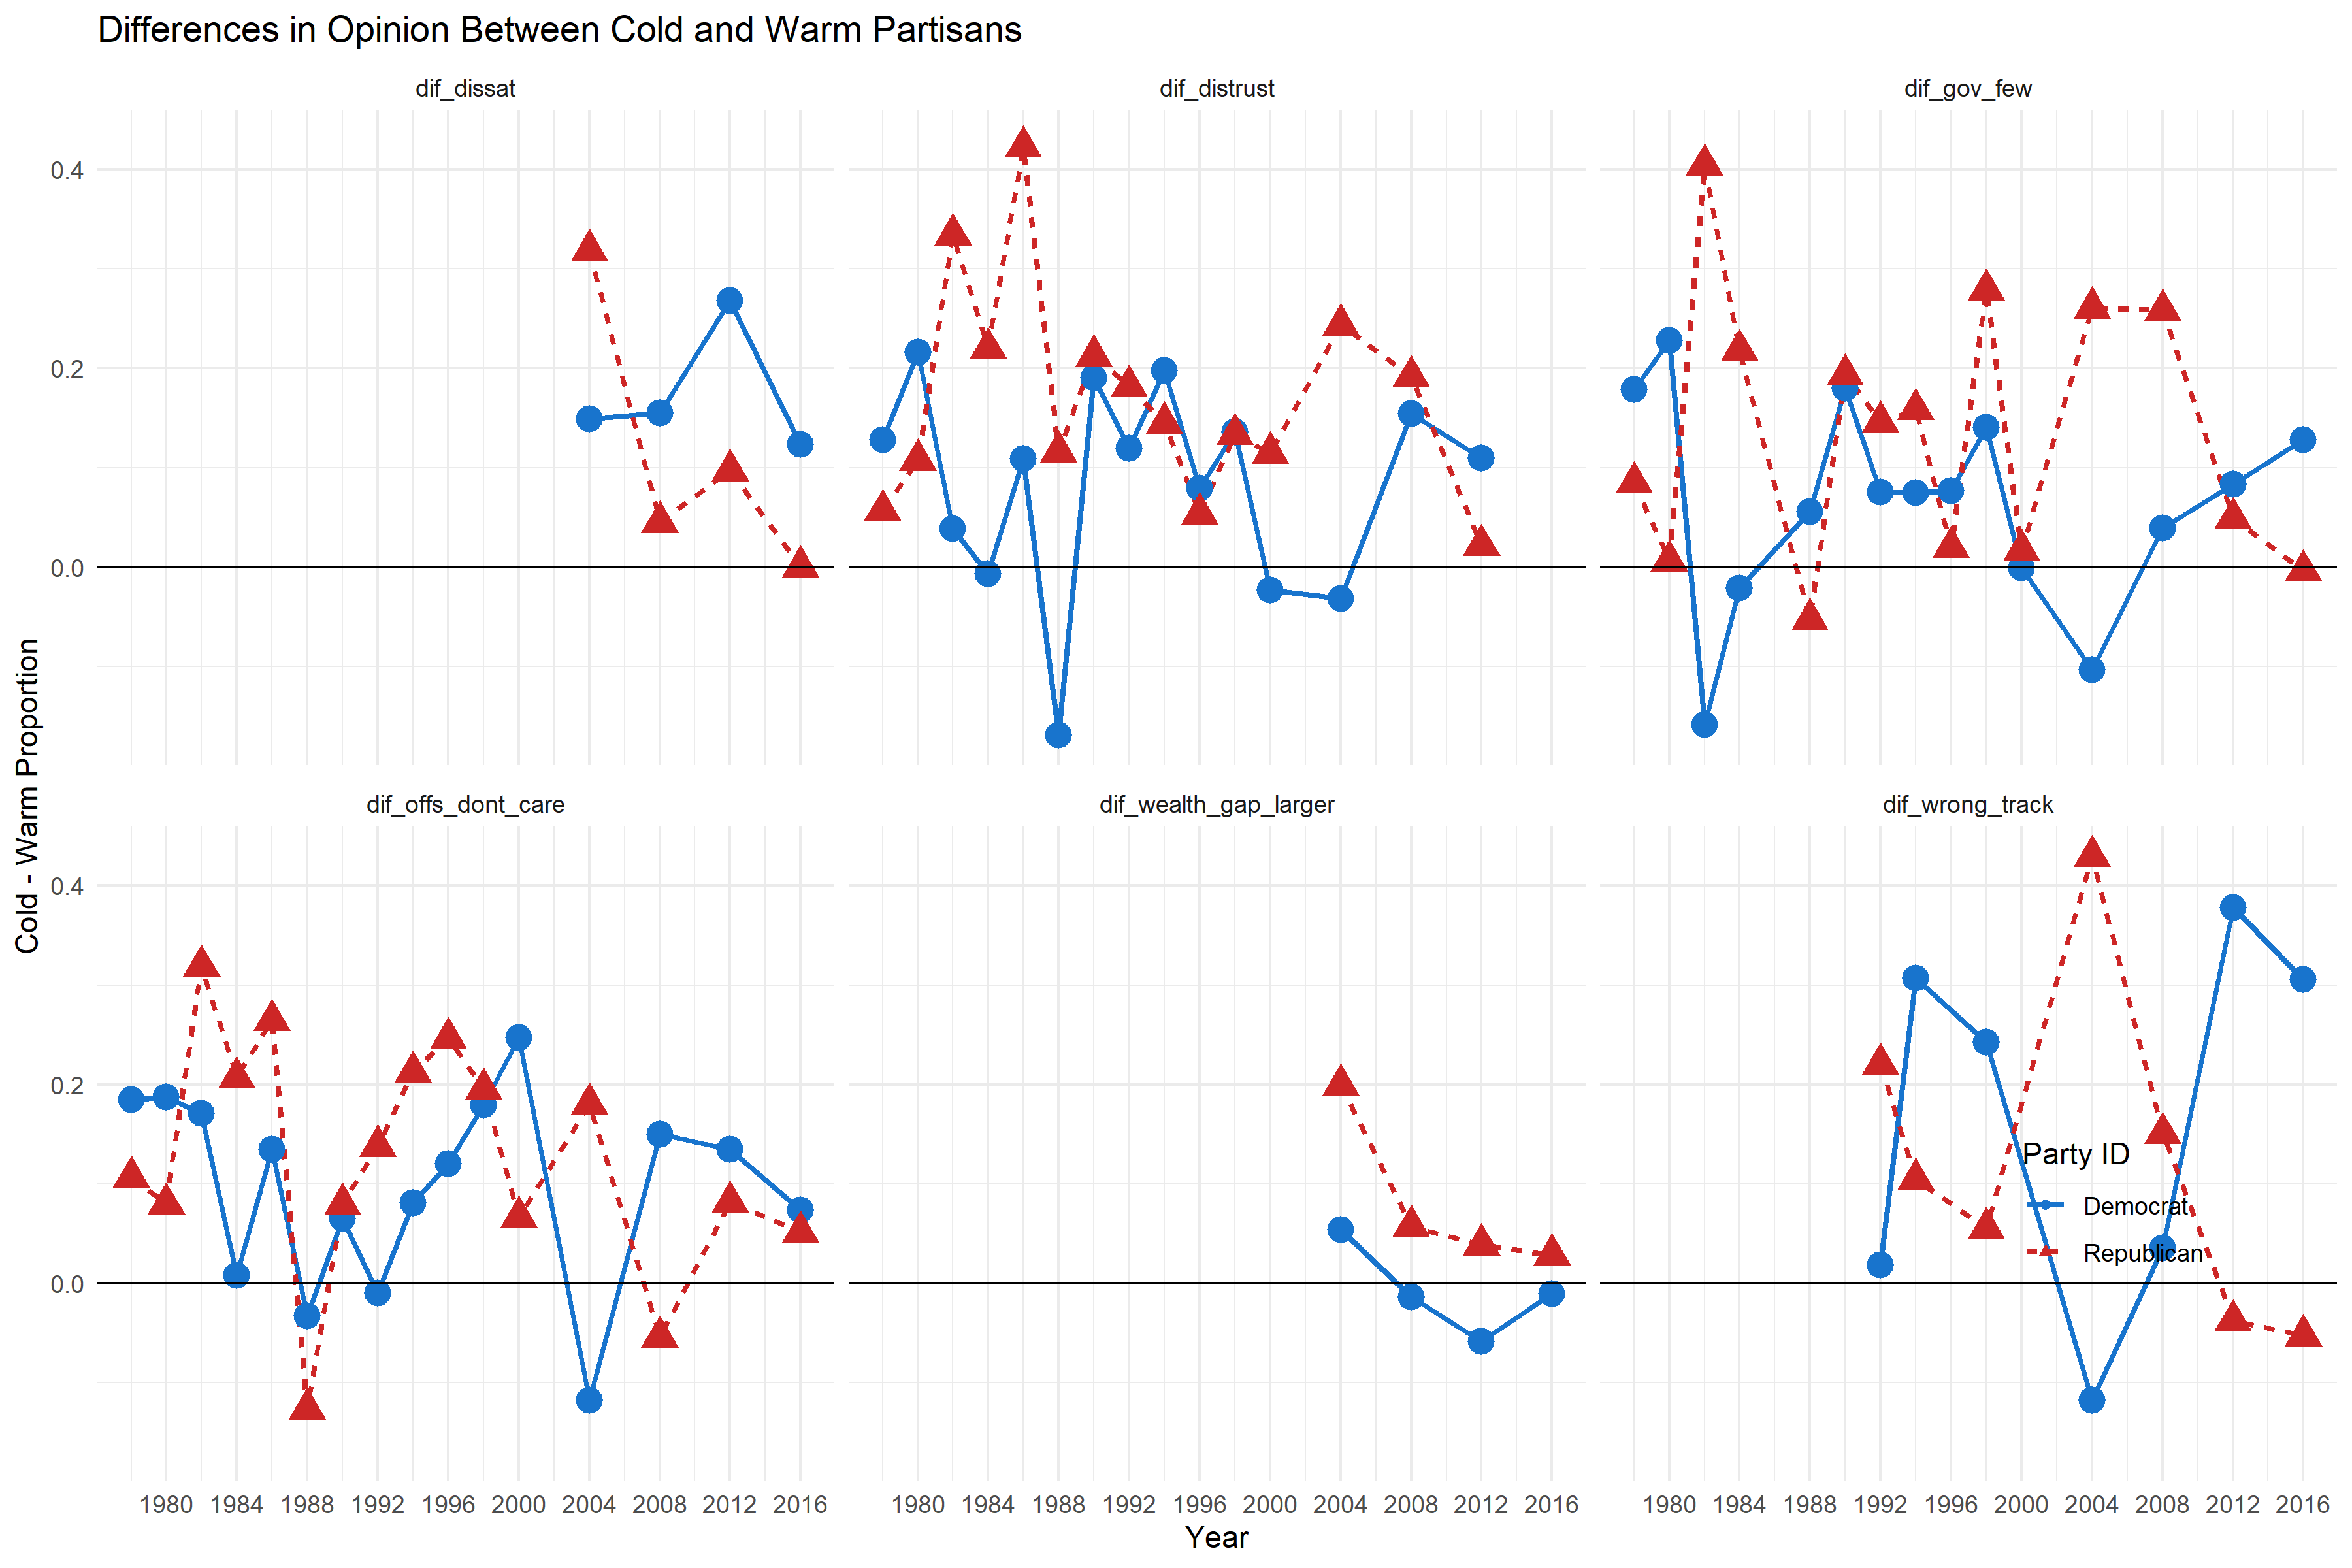 Differences in Opinion Between Cold and Warm Partisans
dif_dissat
dif_distrust
dif_gov_few
0.4
0.2
0.0
Cold - Warm Proportion
dif_offs_dont_care
dif_wealth_gap_larger
dif_wrong_track
0.4
0.2
0.0
Party ID
Democrat
Republican
1980 1984 1988 1992 1996 2000 2004 2008 2012 2016
1980 1984 1988 1992 1996 2000 2004 2008 2012 2016
1980 1984 1988 1992 1996 2000 2004 2008 2012 2016
Year